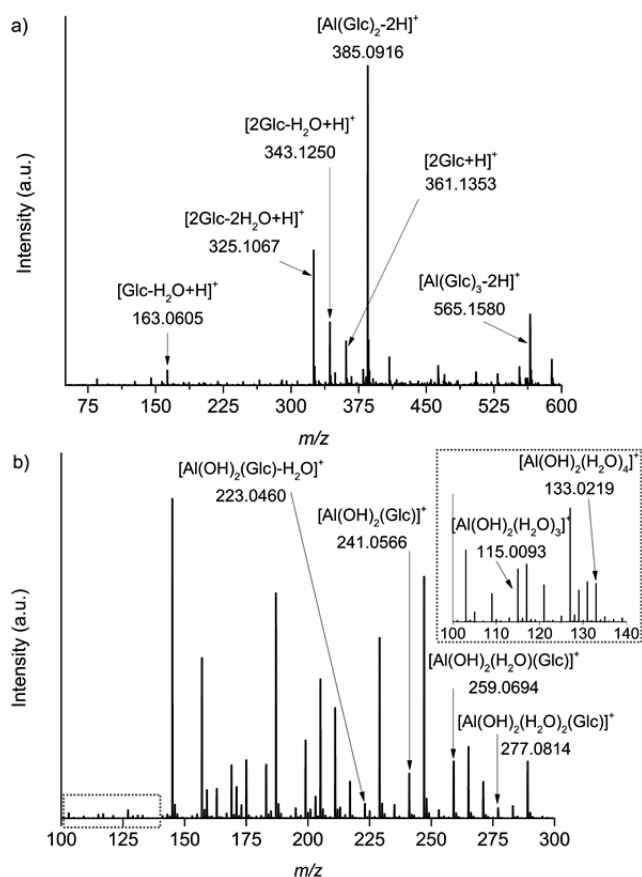 a)
[Al(Glc)₂-2H]⁺
385.0916
[2Glc-H₂O+H]⁺
343.1250
[2Glc+H]⁺
361.1353
[2Glc-2H₂O+H]⁺
325.1067
[Glc-H₂O+H]⁺
163.0605
[Al(Glc)₃-2H]⁺
565.1580
Intensity (a.u.)
75 150 225 300 375 450 525 600
m/z
b)
[Al(OH)₂(Glc)-H₂O]⁺
223.0460
[Al(OH)₂(Glc)]⁺
241.0566
[Al(OH)₂(H₂O)₄]⁺
133.0219
[Al(OH)₂(H₂O)₃]⁺
115.0093
100 110 120 130 140
[Al(OH)₂(H₂O)(Glc)]⁺
259.0694
[Al(OH)₂(H₂O)₂(Glc)]⁺
277.0814
Intensity (a.u.)
100 125 150 175 200 225 250 275 300
m/z